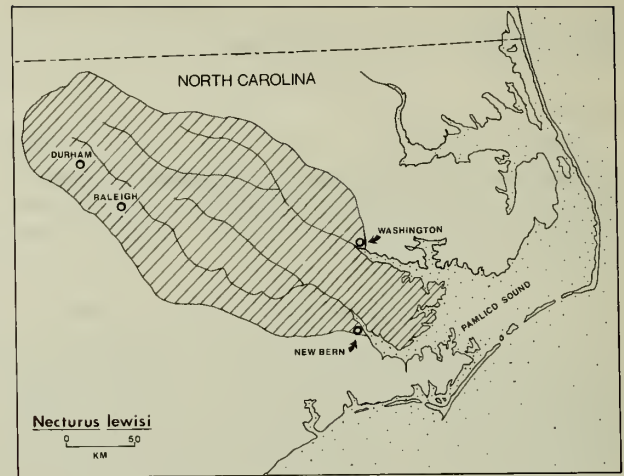 NORTH CAROLINA
DURHAM
RALEIGH
WASHINGTON
PAMLICO SOUND
NEW BERN
Necturus lewisi
0 50
KM